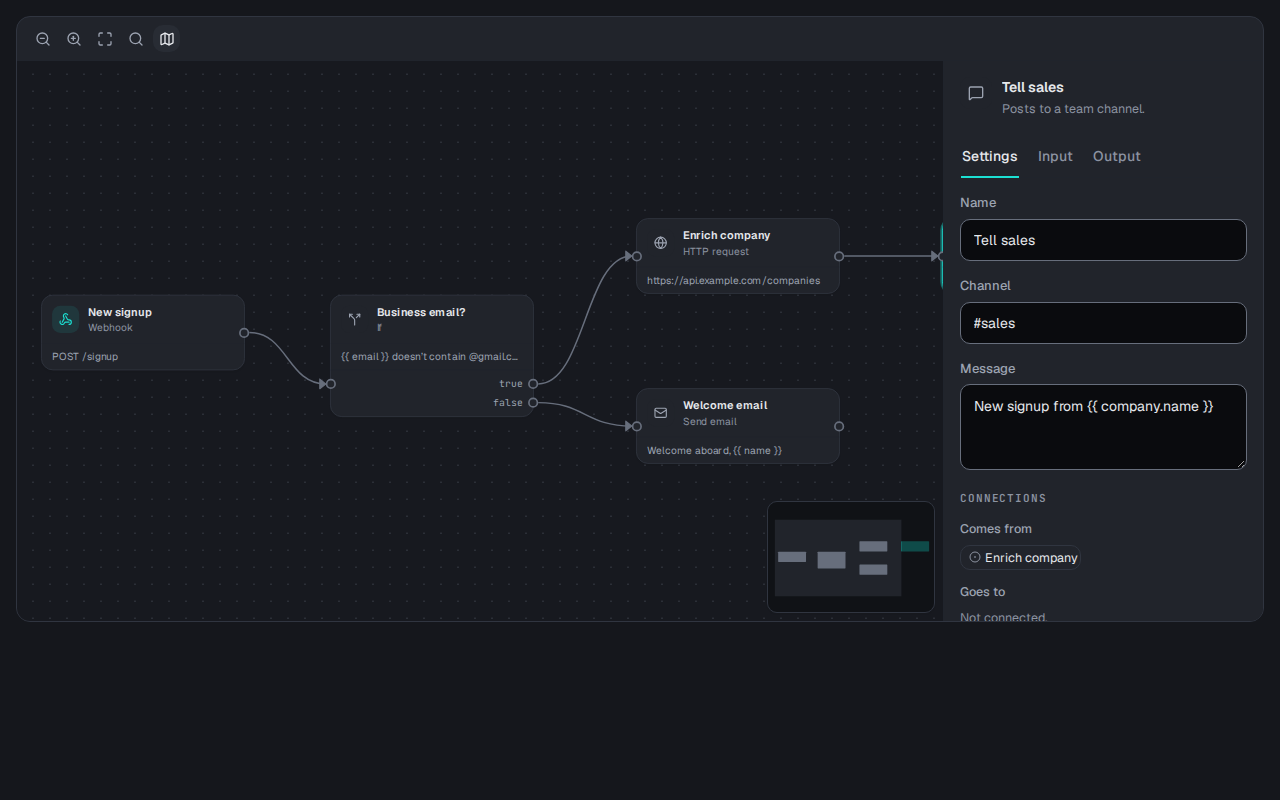 Tell sales
Posts to a team channel.
Settings
Input
Output
Name
Tell sales
Channel
#sales
Message
New signup from {{ company.name }}
CONNECTIONS
Comes from
Enrich company
Goes to
Not connected.
New signup
Webhook
POST /signup
Business email?
If
{{ email }} doesn't contain @gmail.c…
true
false
Enrich company
HTTP request
https://api.example.com/companies
Welcome email
Send email
Welcome aboard, {{ name }}